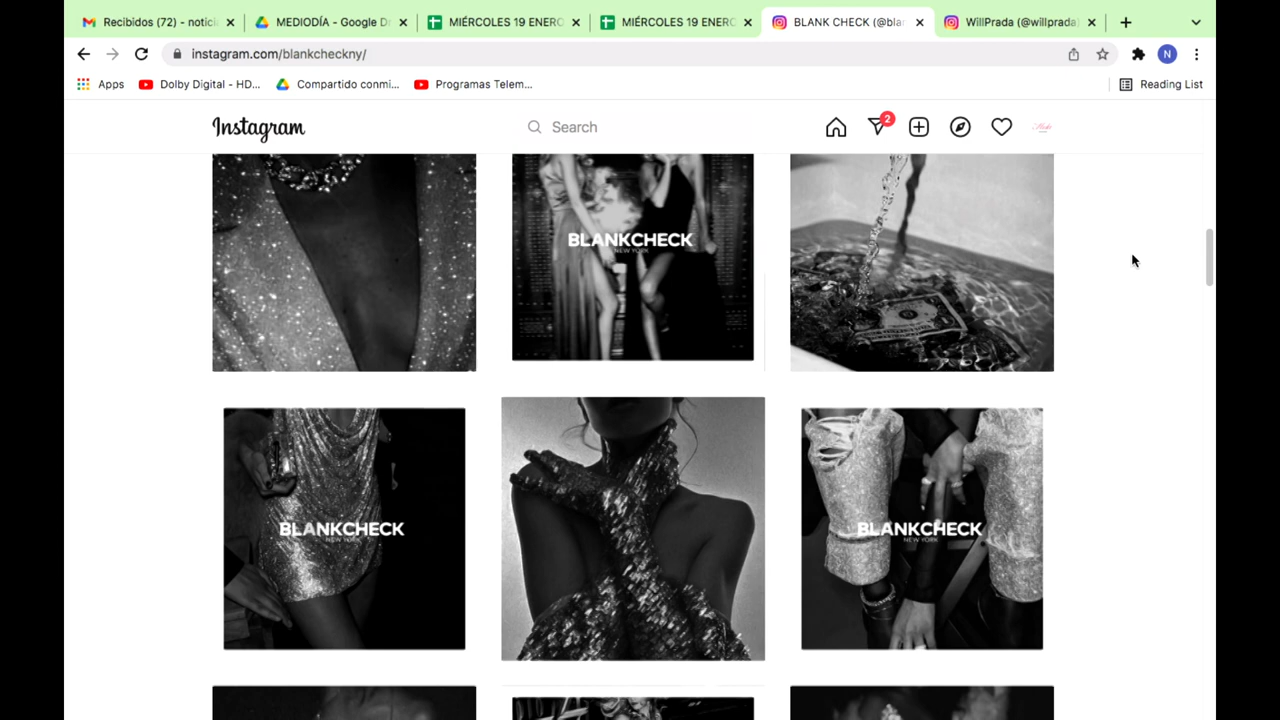 Recibidos (72) - notici
MEDIODÍA - Google D
MIÉRCOLES 19 ENERO
MIÉRCOLES 19 ENERO
BLANK CHECK (@bla
WillPrada (@willprada)
instagram.com/blankcheckny/
N
Apps
Dolby Digital - HD...
Compartido conmi...
Programas Telem...
Reading List
Instagram
Search
2
BLANKCHECK
NEW YORK
BLANKCHECK
NEW YORK
BLANKCHECK
NEW YORK